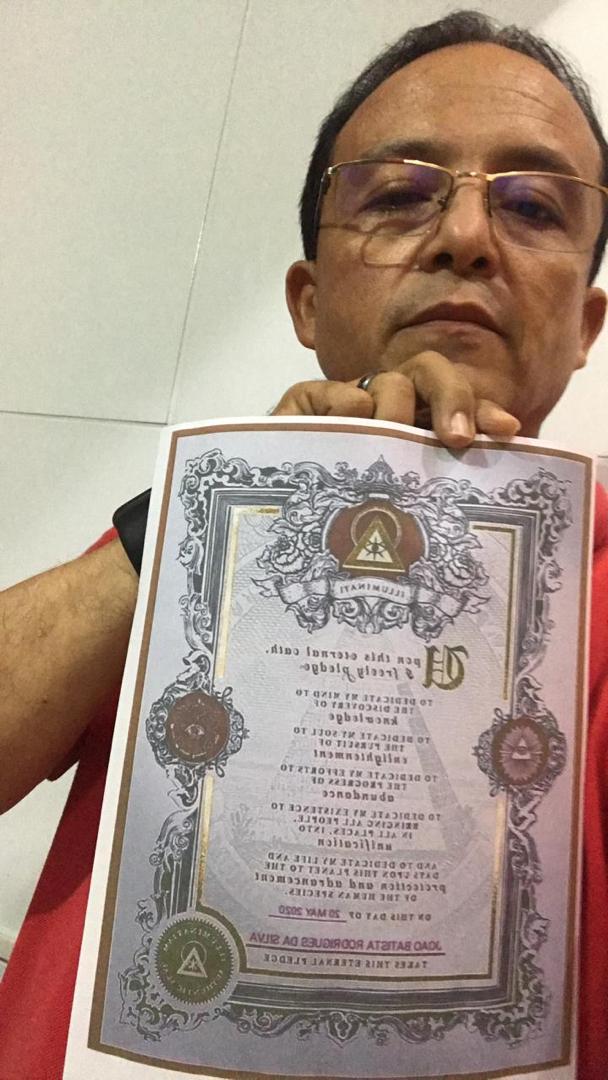 ILLUMINATI
Upon this eternal oath,
I freely pledge
TO DEDICATE MY MIND TO
THE DISCOVERY OF
knowledge
TO DEDICATE MY SOUL TO
THE PURSUIT OF
enlightenment
TO DEDICATE MY EFFORTS TO
THE PROGRESS OF
abundance
TO DEDICATE MY EXISTENCE TO
BRINGING ALL PEOPLE,
IN ALL PLACES, INTO
unification
AND TO DEDICATE MY LIFE AND
DAYS UPON THIS PLANET TO THE
protection and advancement
OF THE HUMAN SPECIES.
ON THIS DAY OF 20 MAY 2020
JOAO BATISTA RODRIGUES DA SILVA
TAKES THIS ETERNAL PLEDGE